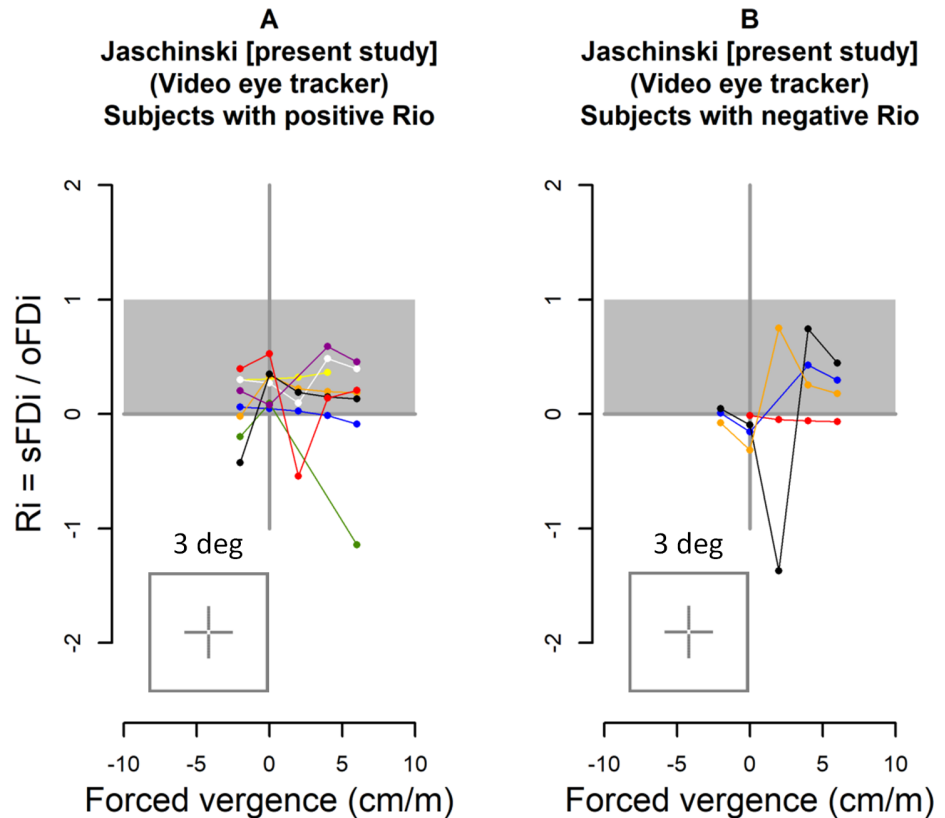 A
Jaschinski [present study]
(Video eye tracker)
Subjects with positive Rio
B
Jaschinski [present study]
(Video eye tracker)
Subjects with negative Rio
Ri = sFDi / oFDi
2
1
0
-1
-2
3 deg
-10
-5
0
5
10
Forced vergence (cm/m)
2
1
0
-1
-2
3 deg
-10
-5
0
5
10
Forced vergence (cm/m)